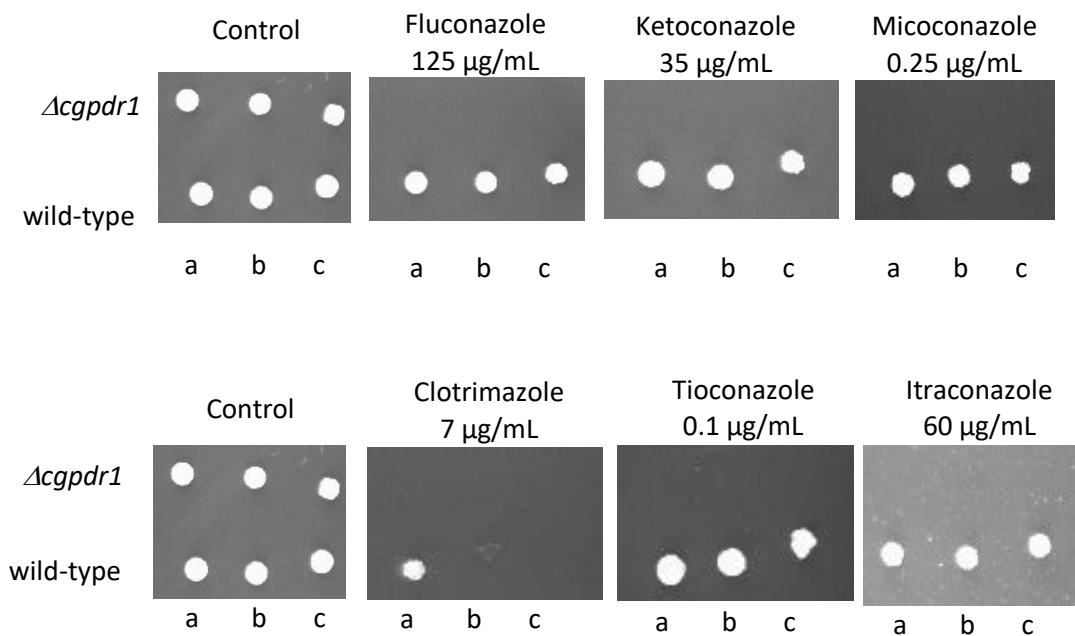 Control
Fluconazole
125 µg/mL
Ketoconazole
35 µg/mL
Micoconazole
0.25 µg/mL
Δcgpdr1
wild-type
a b c
a b c
a b c
a b c
Control
Clotrimazole
7 µg/mL
Tioconazole
0.1 µg/mL
Itraconazole
60 µg/mL
Δcgpdr1
wild-type
a b c
a b c
a b c
a b c